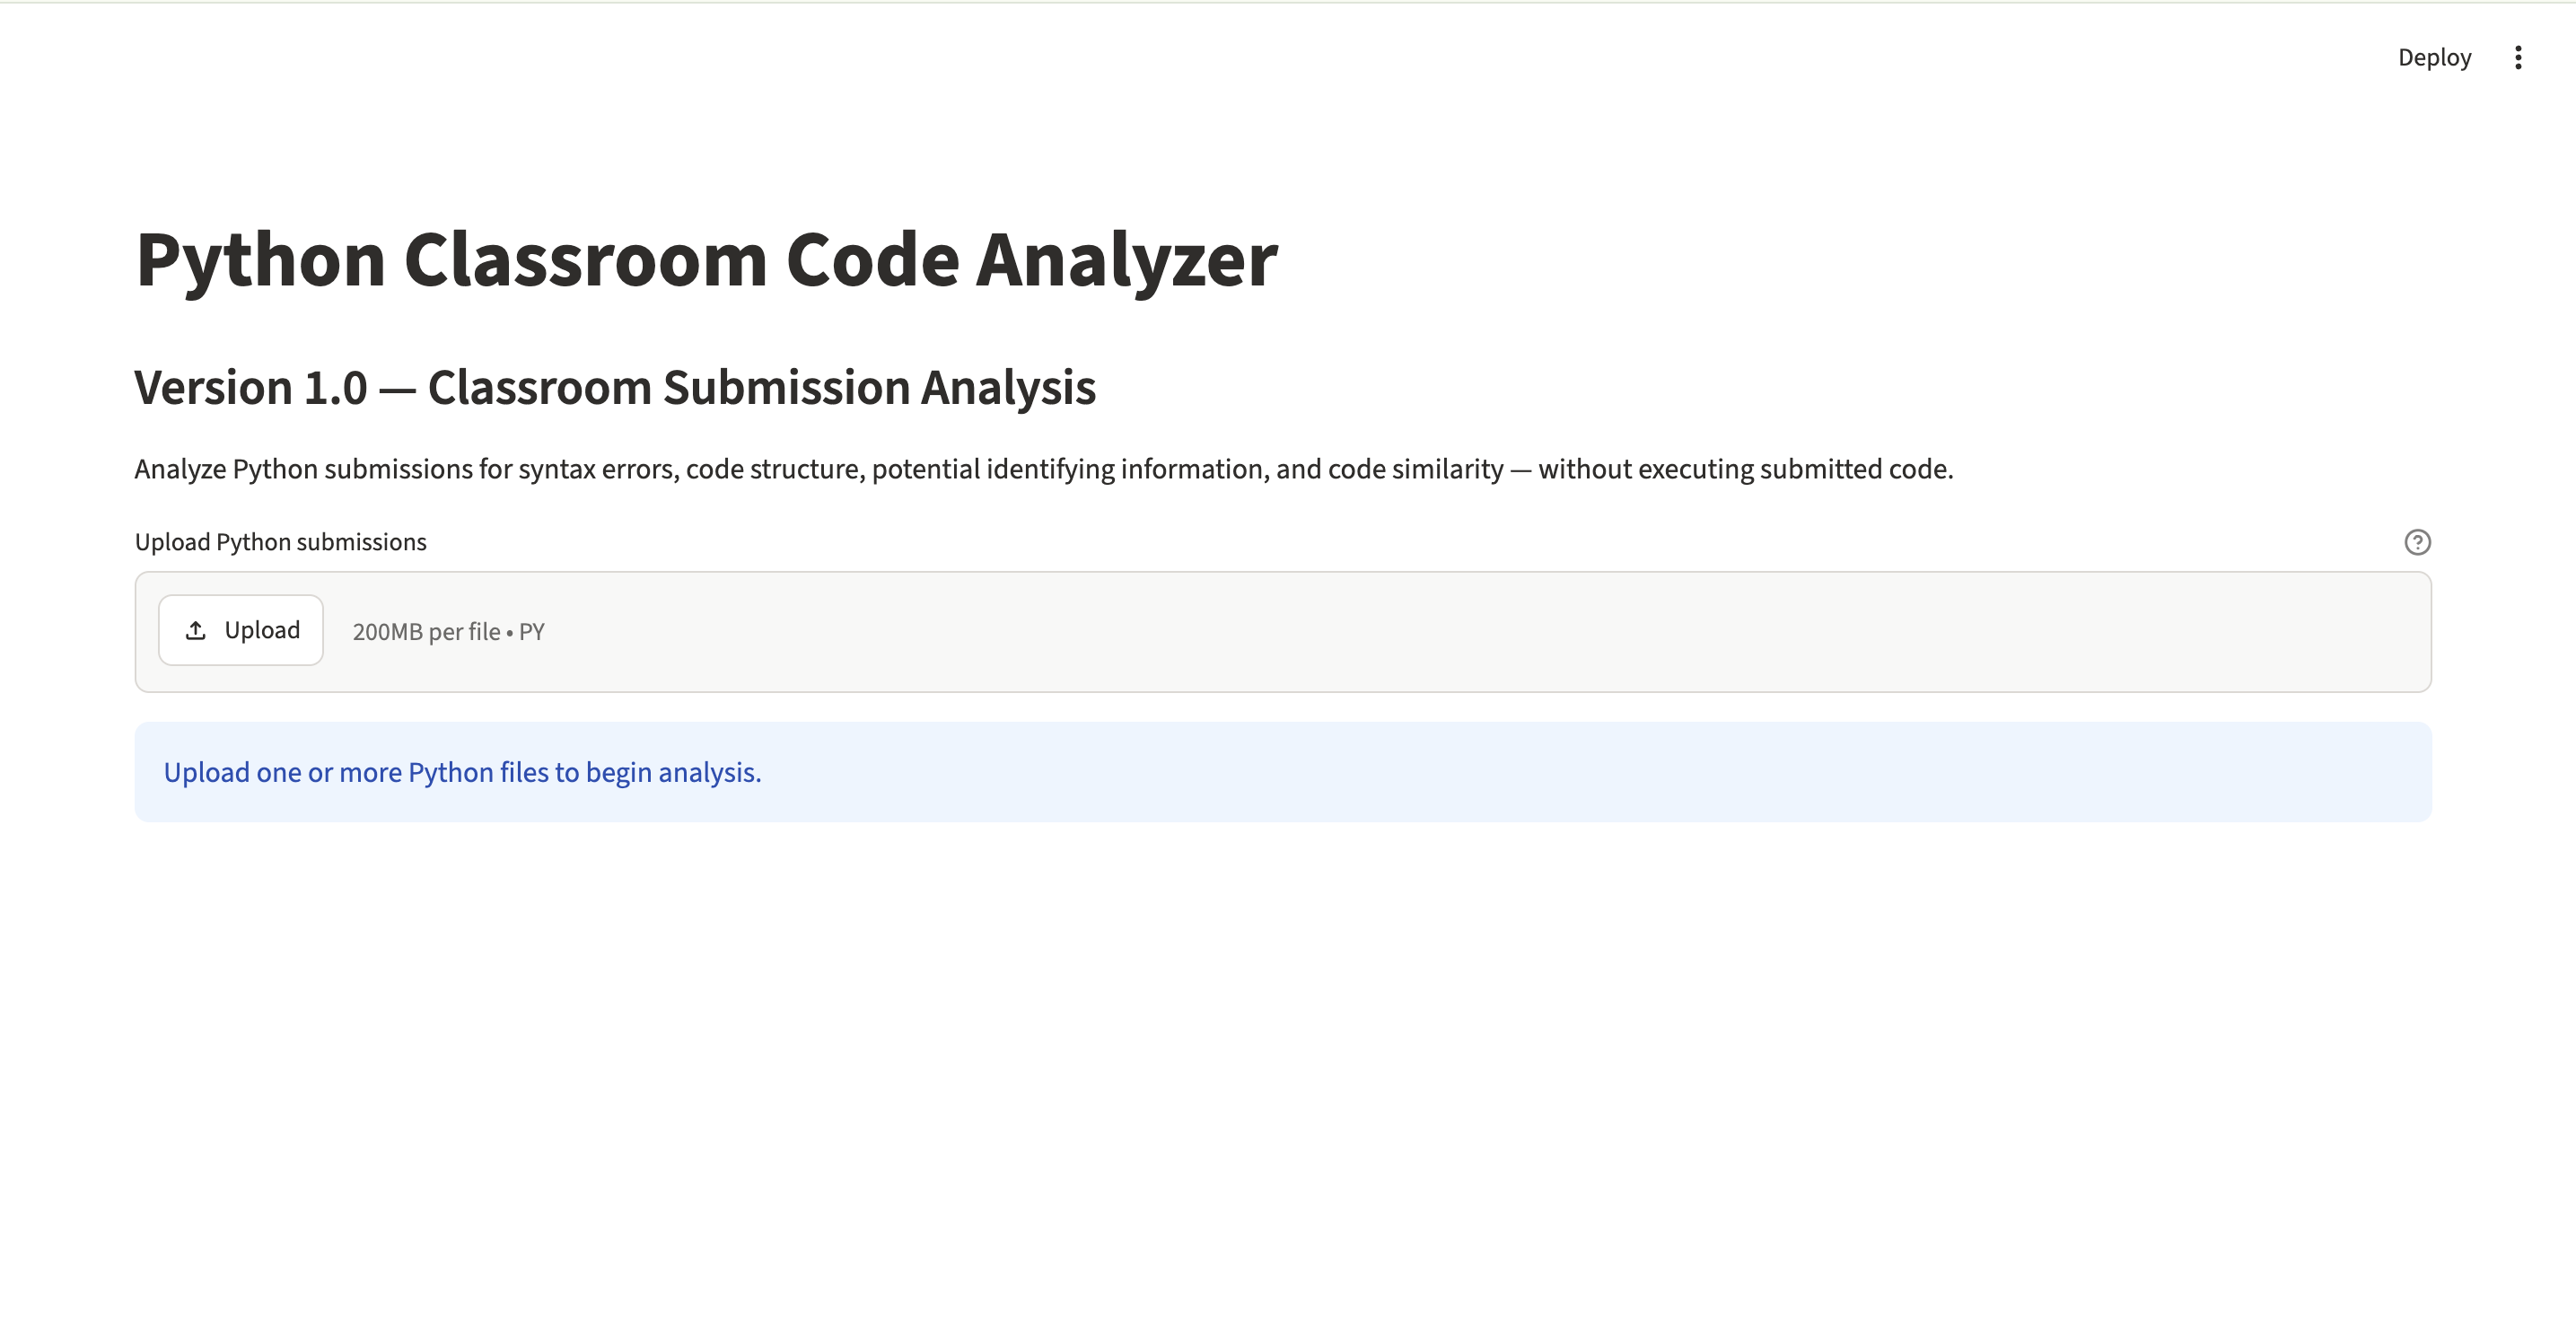 Deploy
Python Classroom Code Analyzer
Version 1.0 — Classroom Submission Analysis
Analyze Python submissions for syntax errors, code structure, potential identifying information, and code similarity — without executing submitted code.
Upload Python submissions
Upload 200MB per file • PY
Upload one or more Python files to begin analysis.